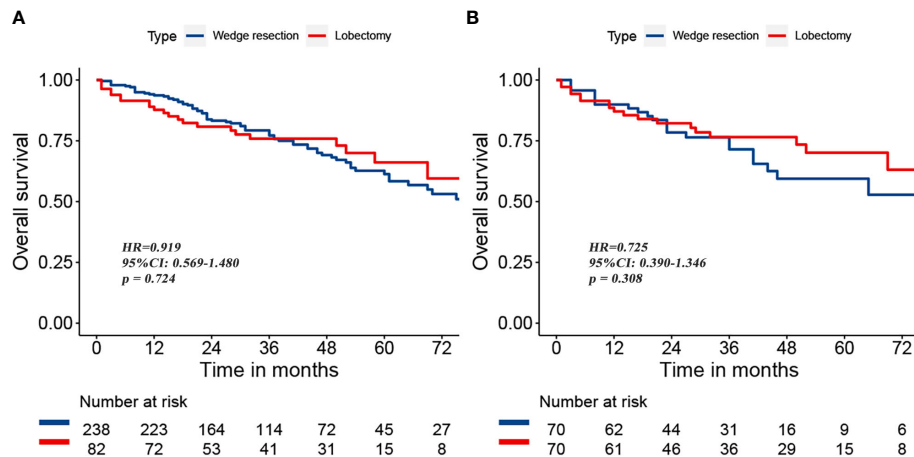 A
Type Wedge resection Lobectomy
Overall survival
1.00
0.75
0.50
0.25
0.00
HR=0.919
95%CI: 0.569-1.480
p = 0.724
0 12 24 36 48 60 72
Time in months
Number at risk
238 223 164 114 72 45 27
82 72 53 41 31 15 8
B
Type Wedge resection Lobectomy
Overall survival
1.00
0.75
0.50
0.25
0.00
HR=0.725
95%CI: 0.390-1.346
p = 0.308
0 12 24 36 48 60 72
Time in months
Number at risk
70 62 44 31 16 9 6
70 61 46 36 29 15 8